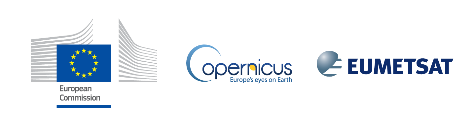 European
Commission
opernicus
Europe's eyes on Earth
EUMETSAT